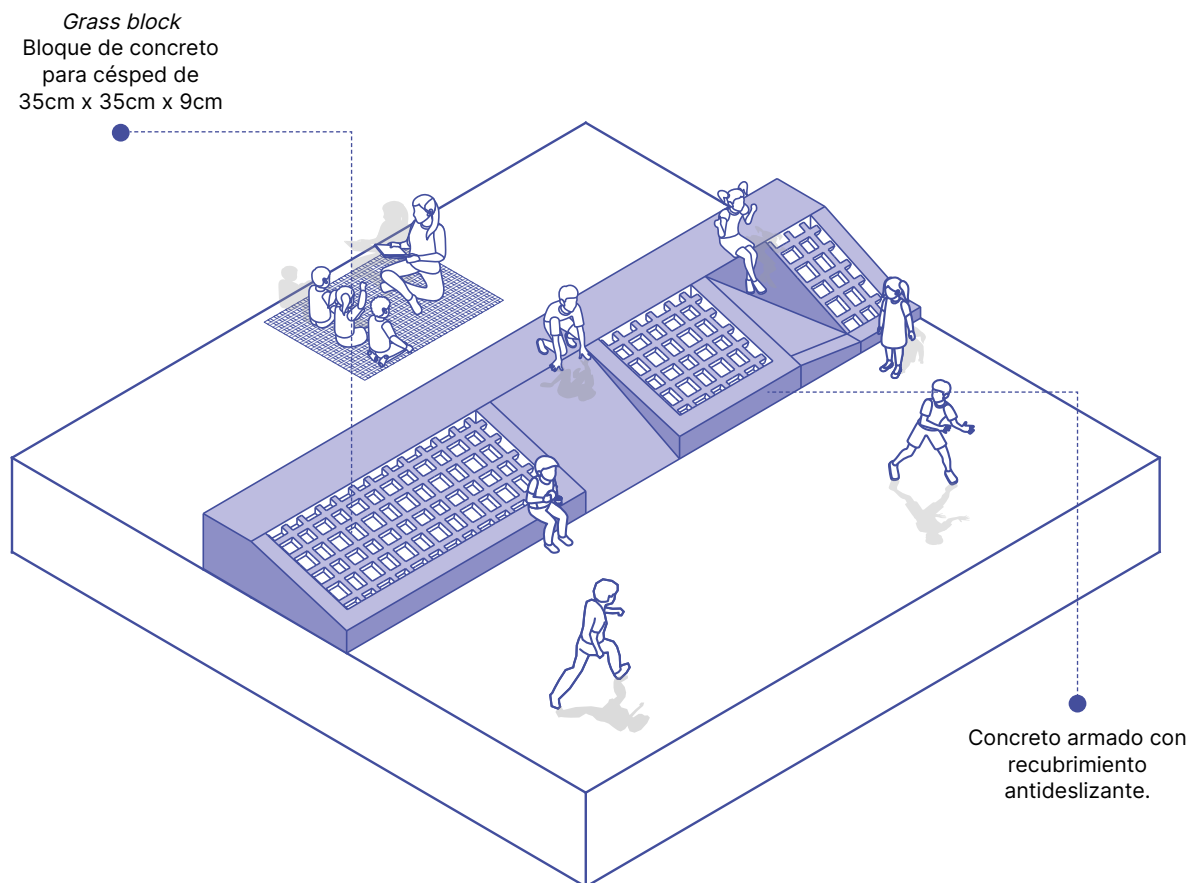 Grass block
Bloque de concreto
para césped de
35cm x 35cm x 9cm
Concreto armado con
recubrimiento
antideslizante.